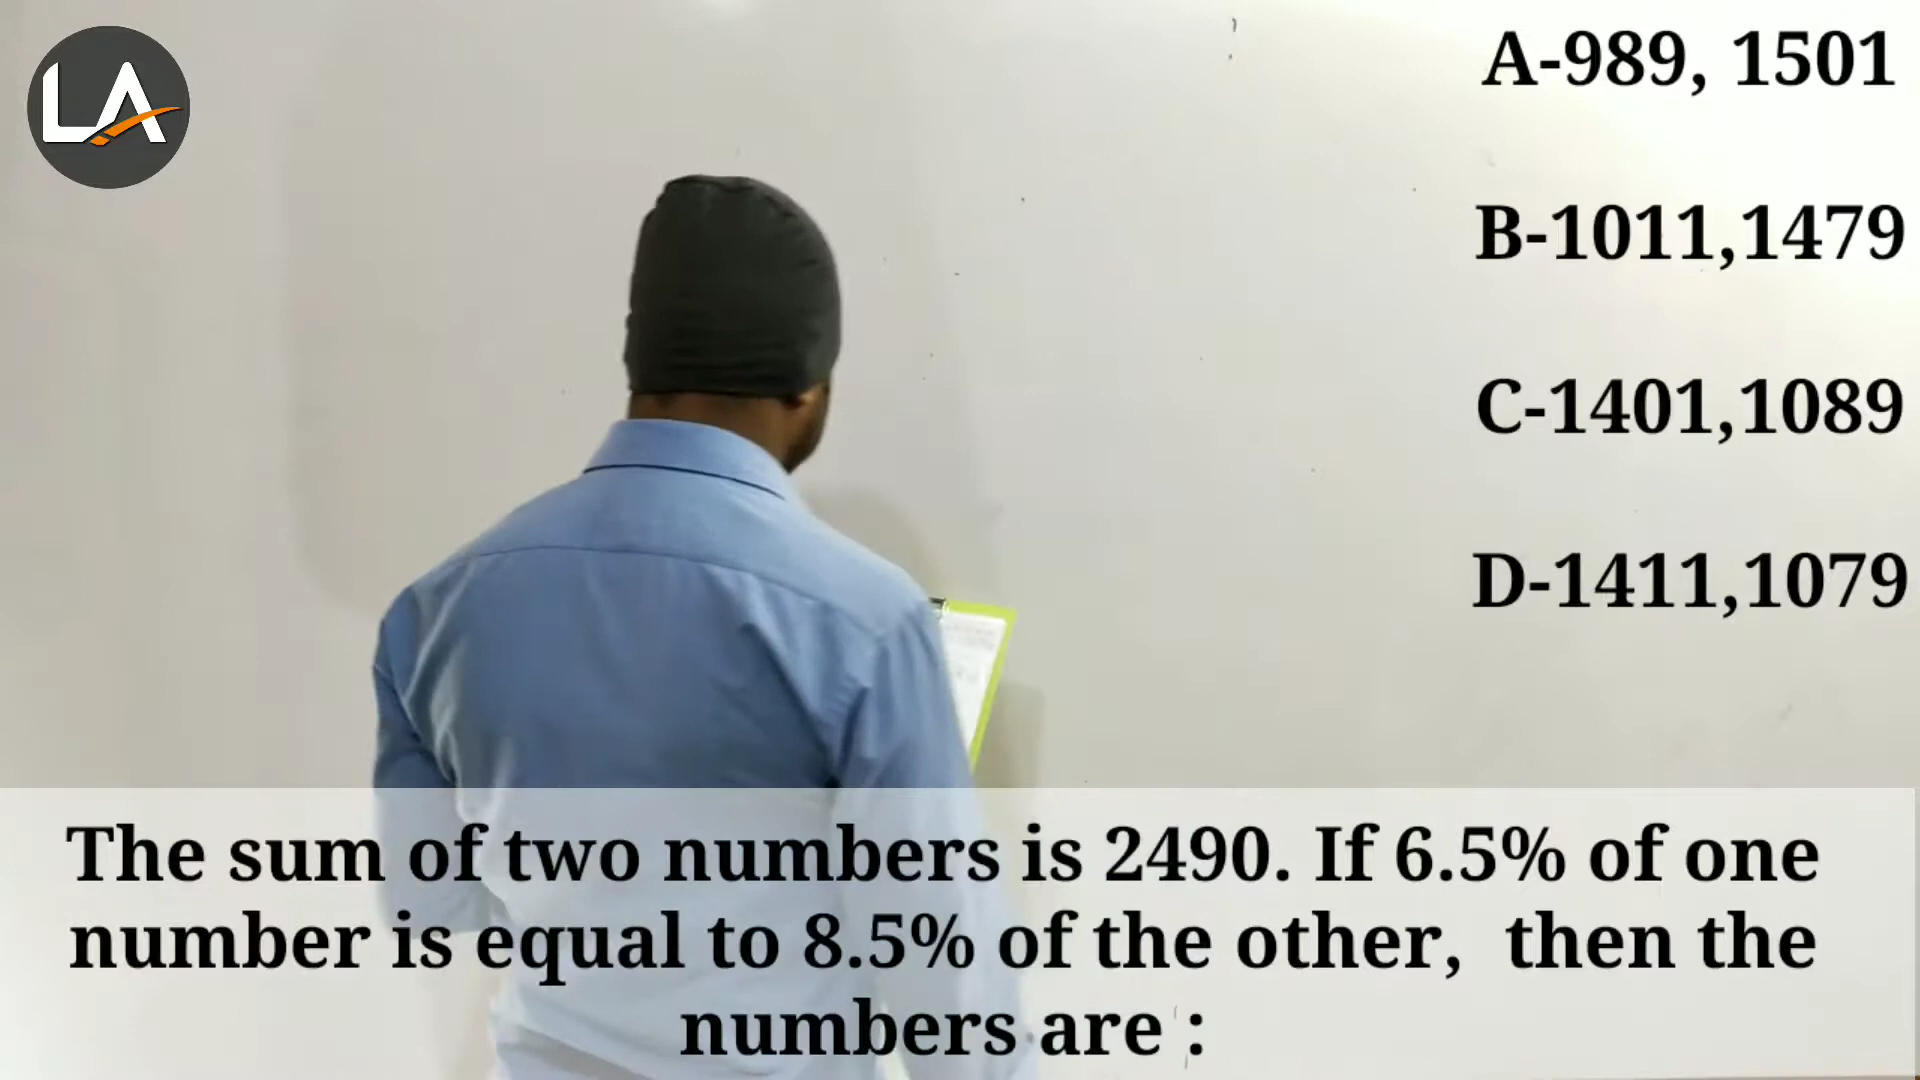 LA
A-989, 1501
B-1011,1479
C-1401,1089
D-1411,1079
The sum of two numbers is 2490. If 6.5% of one
number is equal to 8.5% of the other, then the
numbers are :